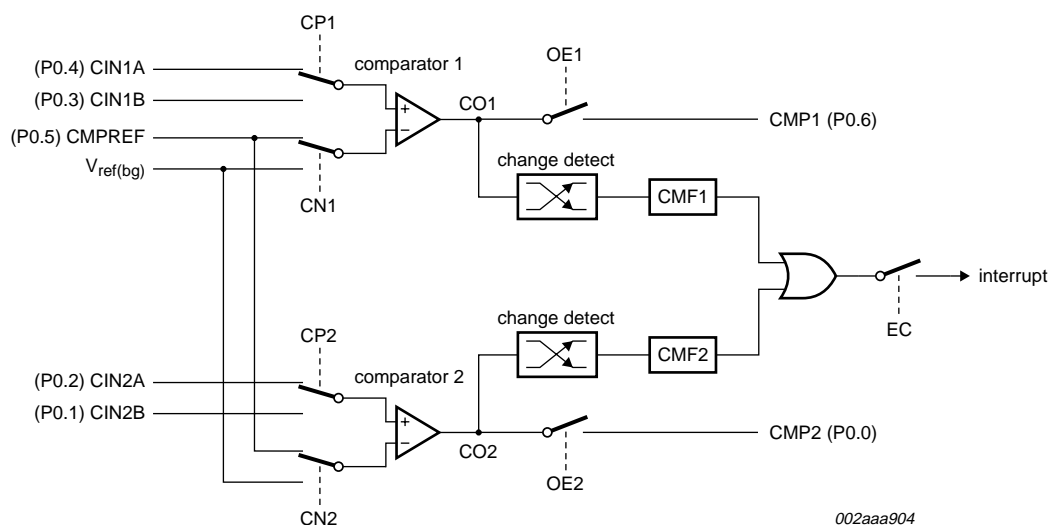 CP1
OE1
(P0.4) CIN1A
comparator 1
(P0.3) CIN1B
+
CO1
CMP1 (P0.6)
(P0.5) CMPREF
−
Vref(bg)
change detect
CN1
CMF1
interrupt
EC
change detect
CP2
CMF2
(P0.2) CIN2A
comparator 2
(P0.1) CIN2B
+
CMP2 (P0.0)
−
CO2
OE2
CN2
002aaa904